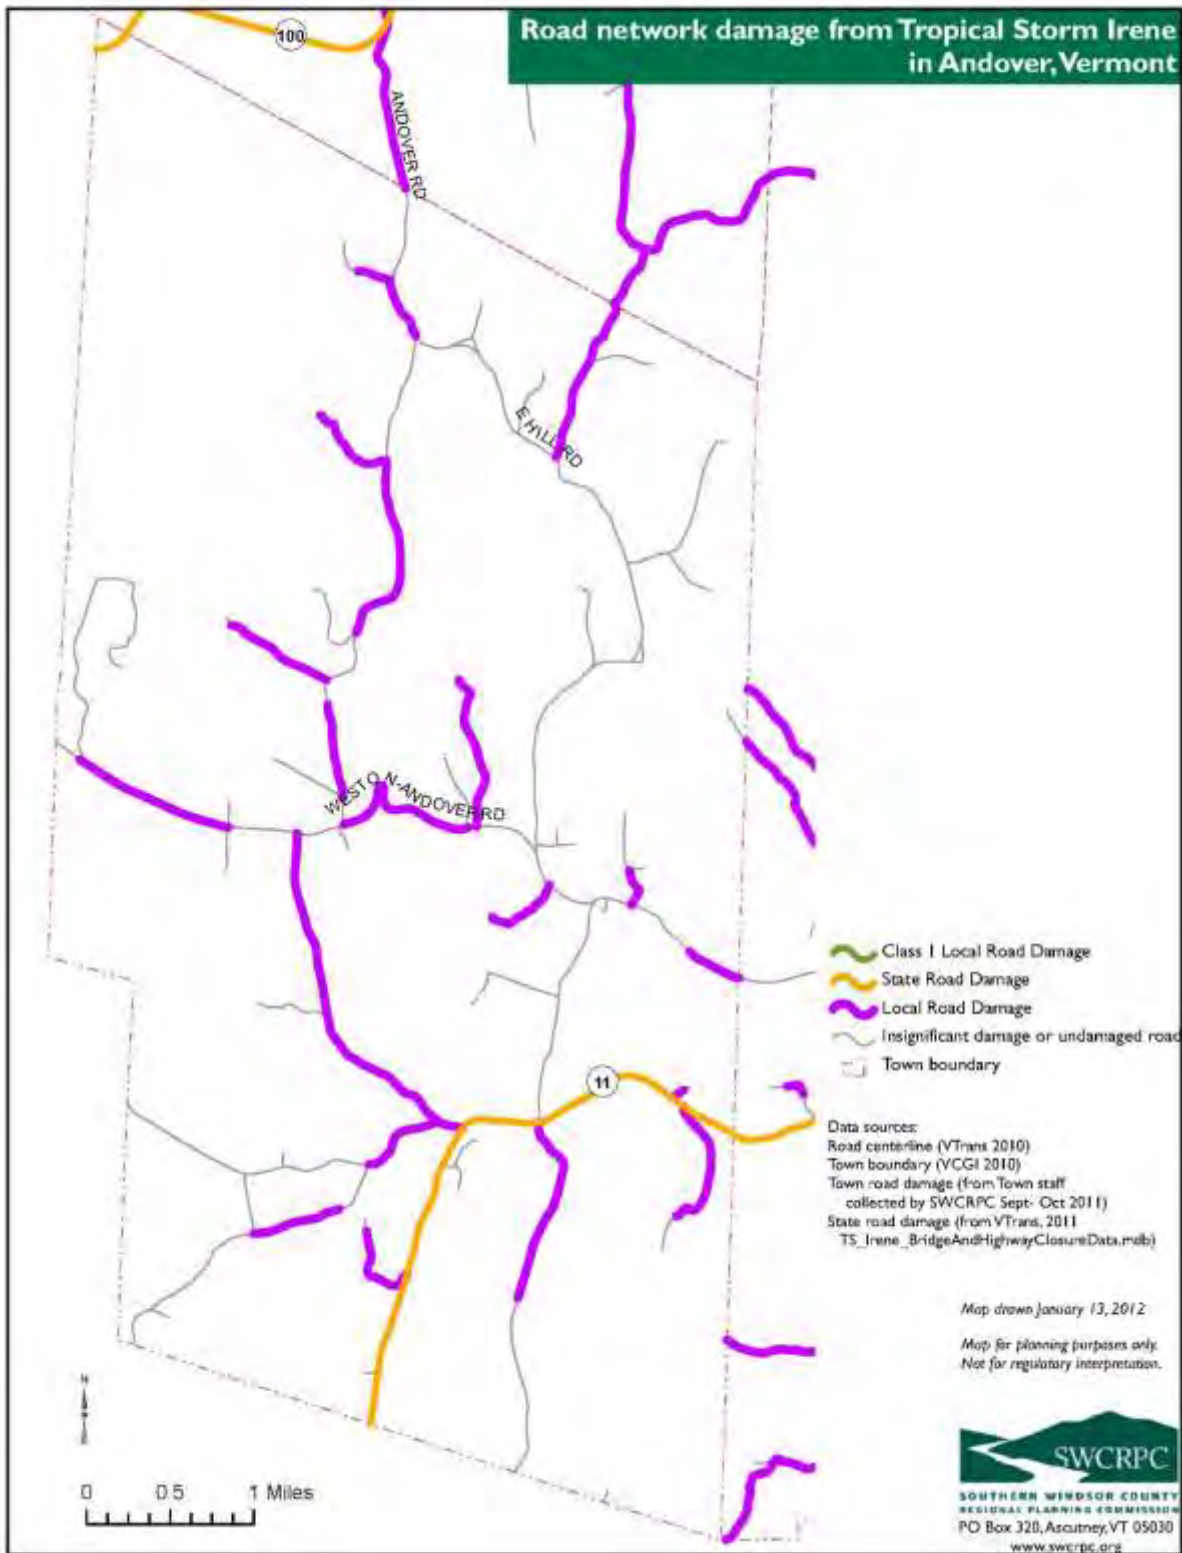 Road network damage from Tropical Storm Irene
in Andover, Vermont
100
ANDOVER RD
E HILL RD
WESTON-ANDOVER RD
11
Class 1 Local Road Damage
State Road Damage
Local Road Damage
Insignificant damage or undamaged road
Town boundary
Data sources:
Road centerline (VTrans 2010)
Town boundary (VCGI 2010)
Town road damage (from Town staff
collected by SWCRPC Sept- Oct 2011)
State road damage (from VTrans, 2011
TS_Irene_BridgeAndHighwayClosureData.mdb)
Map drawn January 13, 2012
Map for planning purposes only.
Not for regulatory interpretation.
N
0 0.5 1 Miles
SWCRPC
SOUTHERN WINDSOR COUNTY
REGIONAL PLANNING COMMISSION
PO Box 320, Ascutney, VT 05030
www.swcrpc.org